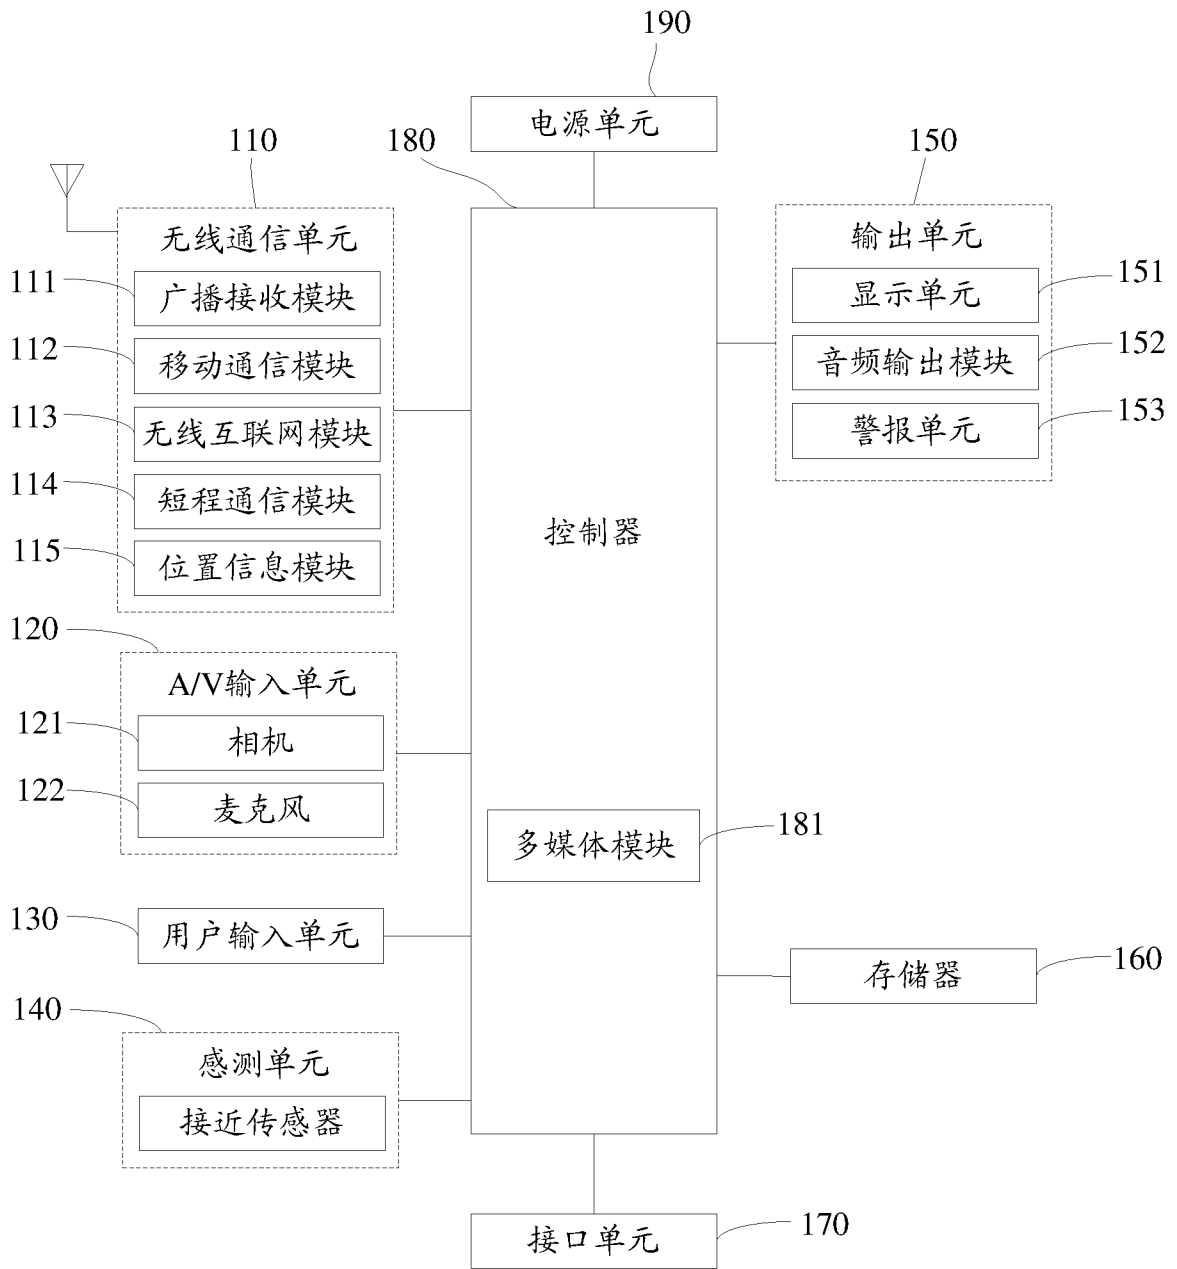 190
电源单元
110
180
150
无线通信单元
111
广播接收模块
112
移动通信模块
113
无线互联网模块
114
短程通信模块
115
位置信息模块
120
A/V输入单元
121
相机
122
麦克风
130
用户输入单元
140
感测单元
接近传感器
控制器
多媒体模块
181
输出单元
显示单元
151
音频输出模块
152
警报单元
153
存储器
160
接口单元
170